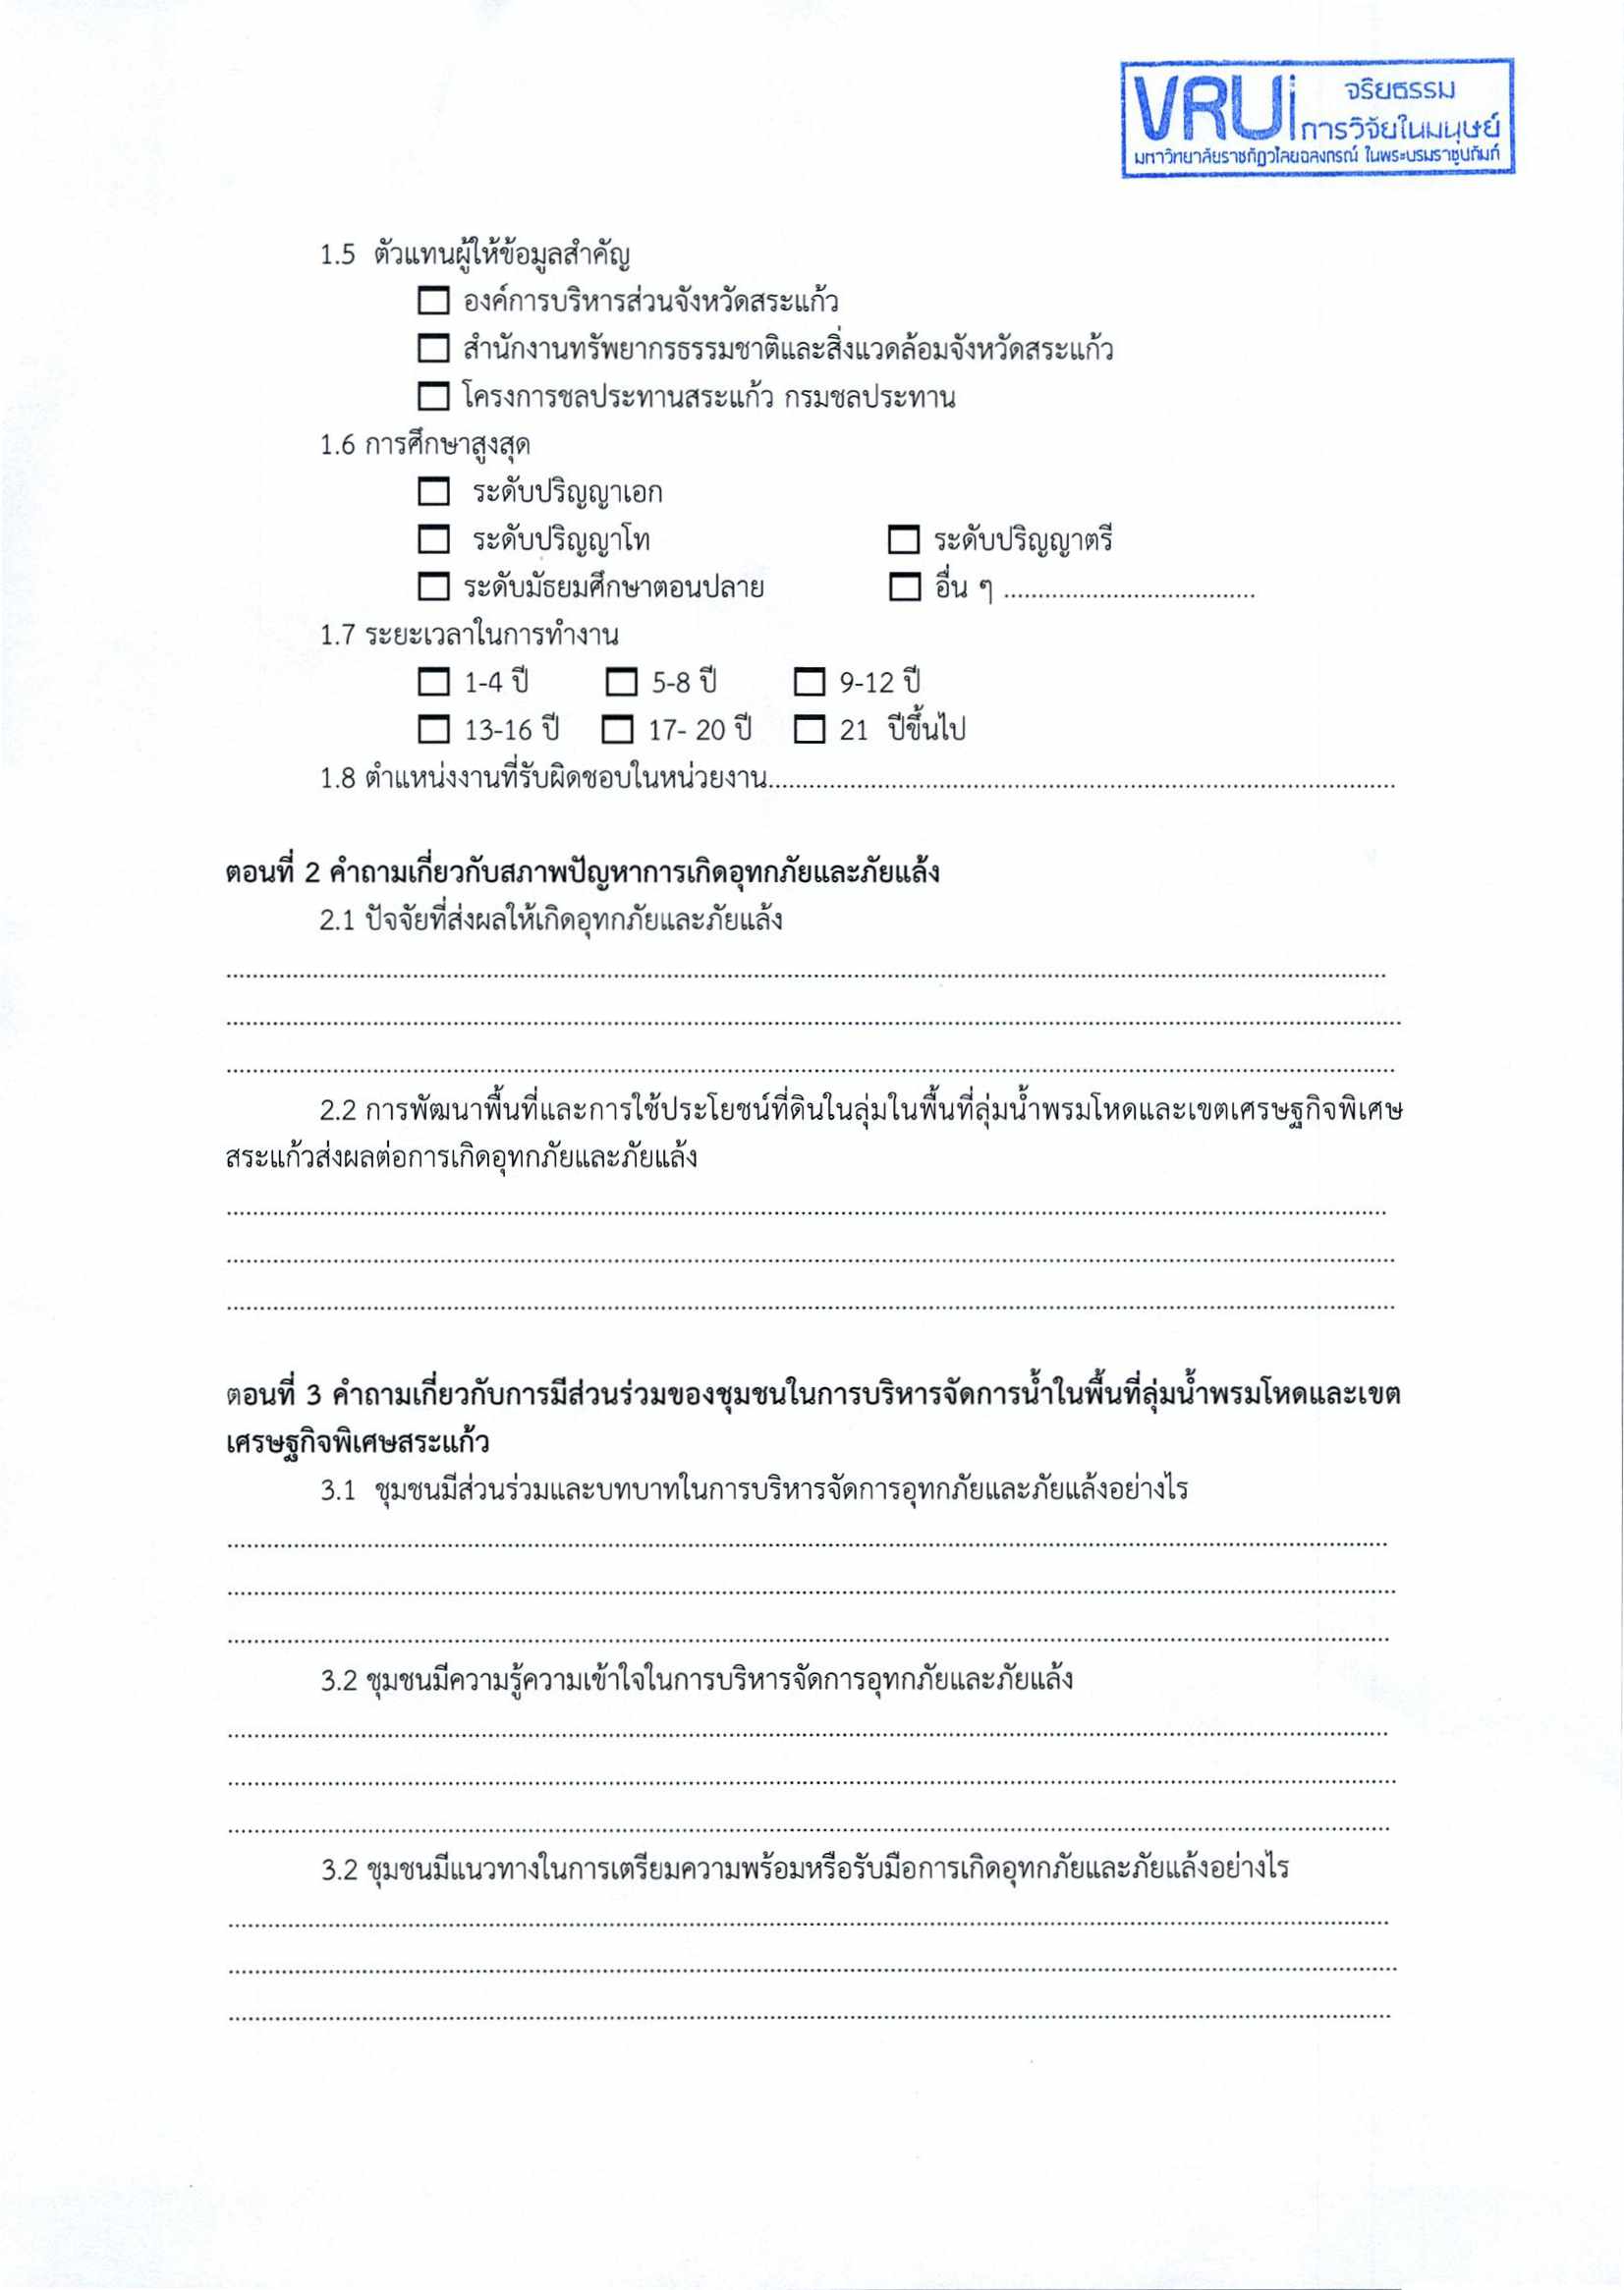 VRU จริยธรรม
การวิจัยในมนุษย์
มหาวิทยาลัยราชภัฏวไลยอลงกรณ์ ในพระบรมราชูปถัมภ์
1.5 ตัวแทนผู้ให้ข้อมูลสำคัญ
☐ องค์การบริหารส่วนจังหวัดสระแก้ว
☐ สำนักงานทรัพยากรธรรมชาติและสิ่งแวดล้อมจังหวัดสระแก้ว
☐ โครงการชลประทานสระแก้ว กรมชลประทาน
1.6 การศึกษาสูงสุด
☐ ระดับปริญญาเอก
☐ ระดับปริญญาโท ☐ ระดับปริญญาตรี
☐ ระดับมัธยมศึกษาตอนปลาย ☐ อื่น ๆ ....................................
1.7 ระยะเวลาในการทำงาน
☐ 1-4 ปี ☐ 5-8 ปี ☐ 9-12 ปี
☐ 13-16 ปี ☐ 17- 20 ปี ☐ 21 ปีขึ้นไป
1.8 ตำแหน่งงานที่รับผิดชอบในหน่วยงาน....................................
ตอนที่ 2 คำถามเกี่ยวกับสภาพปัญหาการเกิดอุทกภัยและภัยแล้ง
2.1 ปัจจัยที่ส่งผลให้เกิดอุทกภัยและภัยแล้ง
2.2 การพัฒนาพื้นที่และการใช้ประโยชน์ที่ดินในลุ่มในพื้นที่ลุ่มน้ำพรมโหดและเขตเศรษฐกิจพิเศษ
สระแก้วส่งผลต่อการเกิดอุทกภัยและภัยแล้ง
ตอนที่ 3 คำถามเกี่ยวกับการมีส่วนร่วมของชุมชนในการบริหารจัดการน้ำในพื้นที่ลุ่มน้ำพรมโหดและเขต
เศรษฐกิจพิเศษสระแก้ว
3.1 ชุมชนมีส่วนร่วมและบทบาทในการบริหารจัดการอุทกภัยและภัยแล้งอย่างไร
3.2 ชุมชนมีความรู้ความเข้าใจในการบริหารจัดการอุทกภัยและภัยแล้ง
3.2 ชุมชนมีแนวทางในการเตรียมความพร้อมหรือรับมือการเกิดอุทกภัยและภัยแล้งอย่างไร